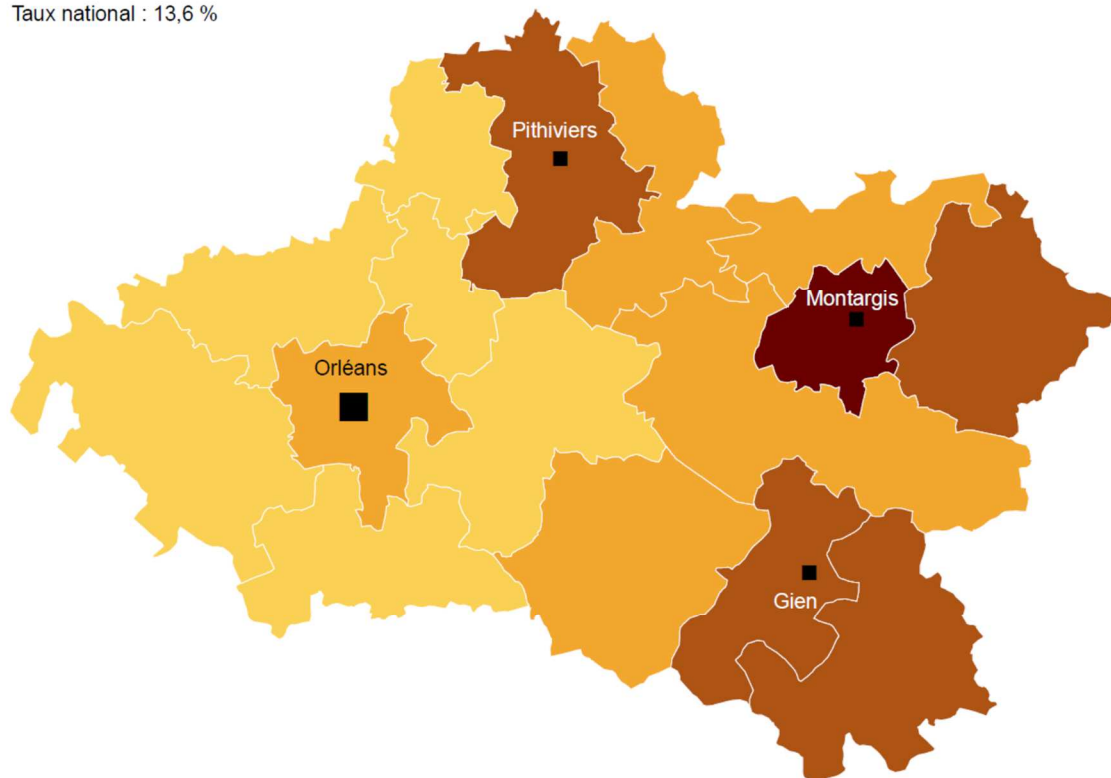 Taux national : 13,6 %
Pithiviers
Montargis
Orléans
Gien